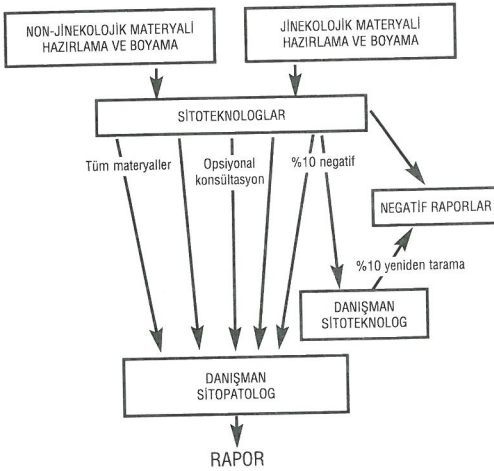 NON-JİNEKOLOJİK MATERYALİ
HAZIRLAMA VE BOYAMA
JİNEKOLOJİK MATERYALİ
HAZIRLAMA VE BOYAMA
SİTOTEKNOLOGLAR
Tüm materyaller
Opsiyonal
konsültasyon
%10 negatif
NEGATİF RAPORLAR
%10 yeniden tarama
DANIŞMAN
SİTOTEKNOLOG
DANIŞMAN
SİTOPATOLOG
RAPOR